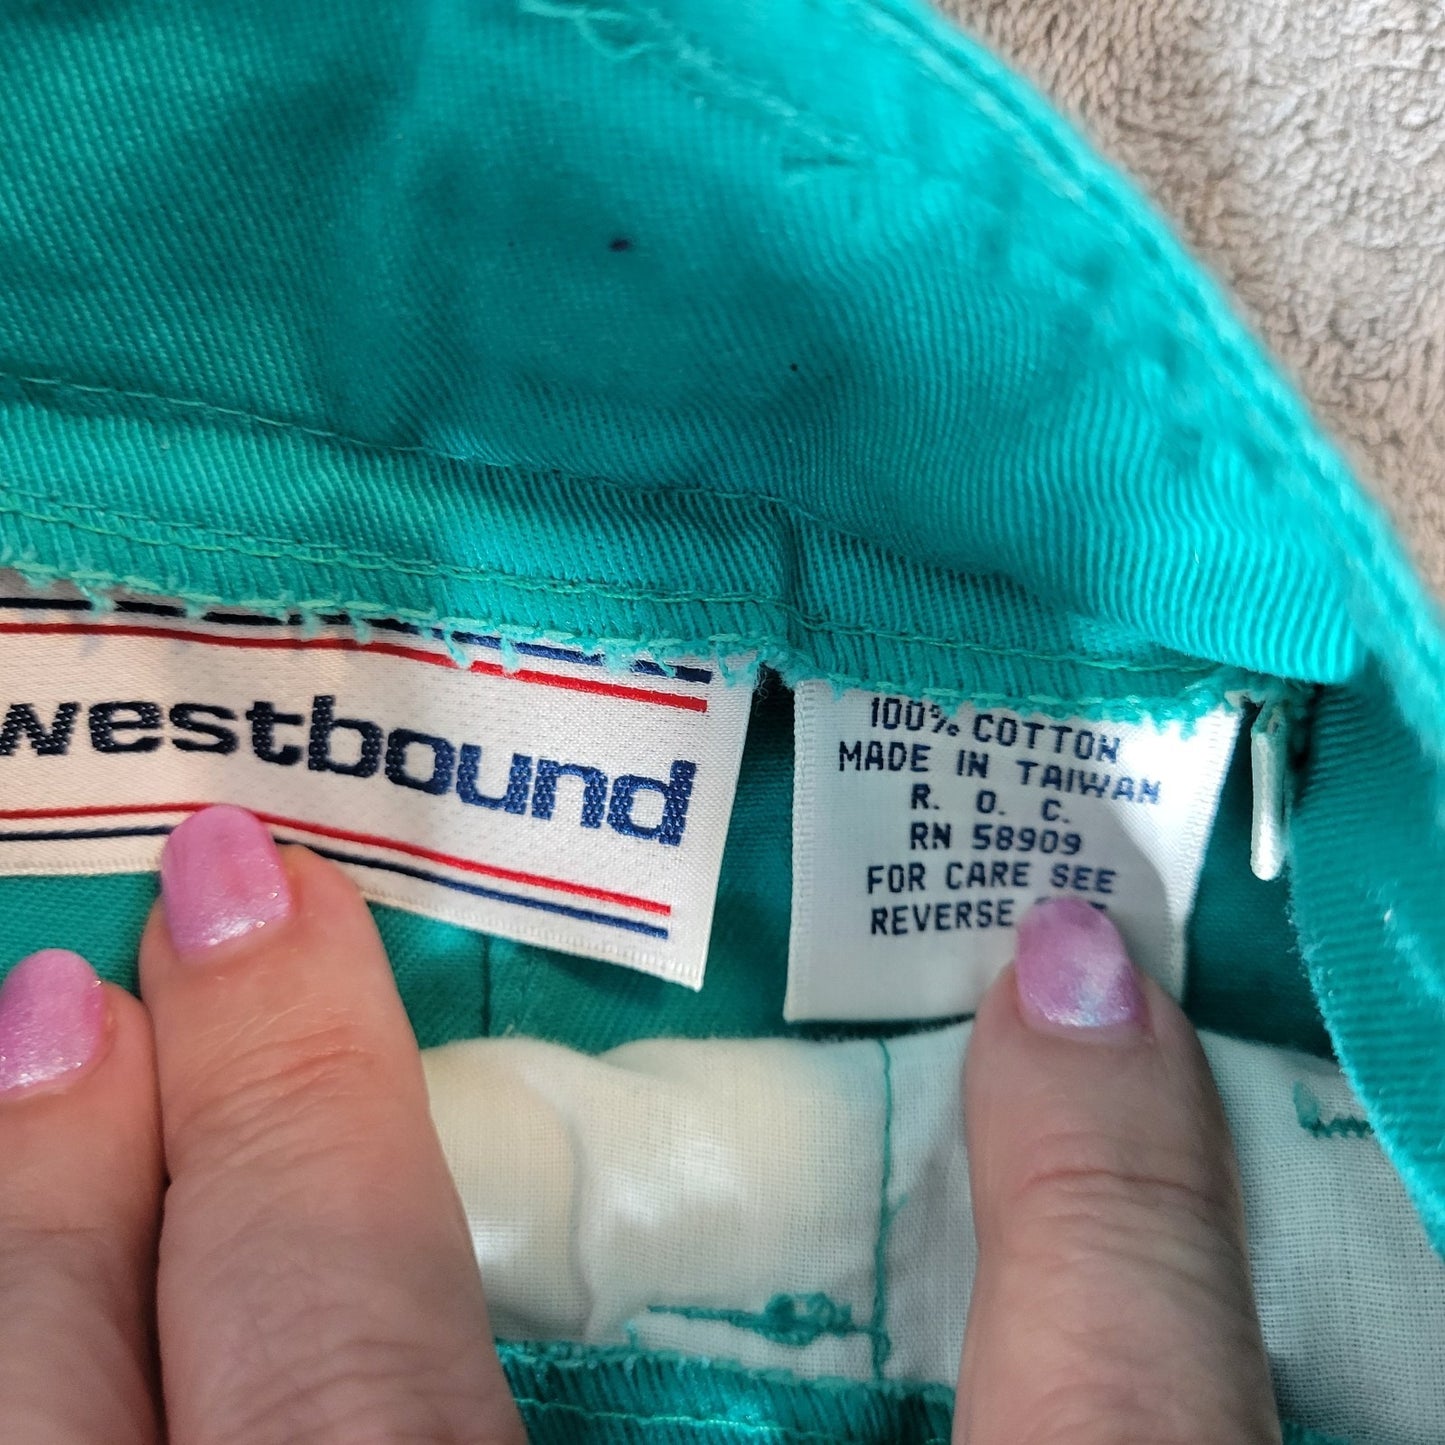 westbound
100% COTTON
MADE IN TAIWAN
R. O. C.
RN 58909
FOR CARE SEE
REVERSE